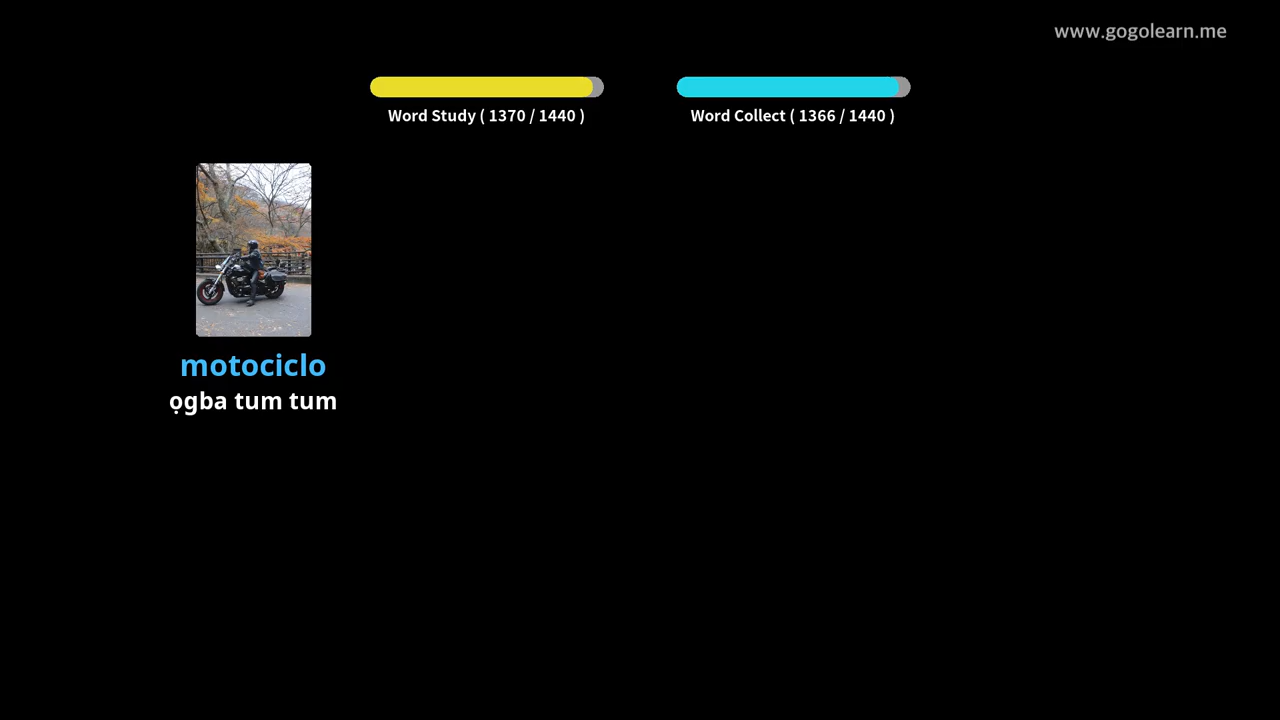 www.gogolearn.me
Word Study ( 1370 / 1440 )
Word Collect ( 1366 / 1440 )
motociclo
ọgba tum tum